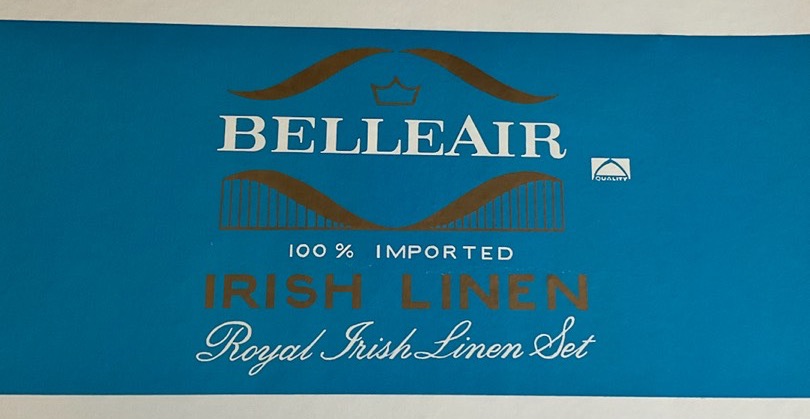 BELLEAIR
QUALITY
100% IMPORTED
IRISH LINEN
Royal Irish Linen Set